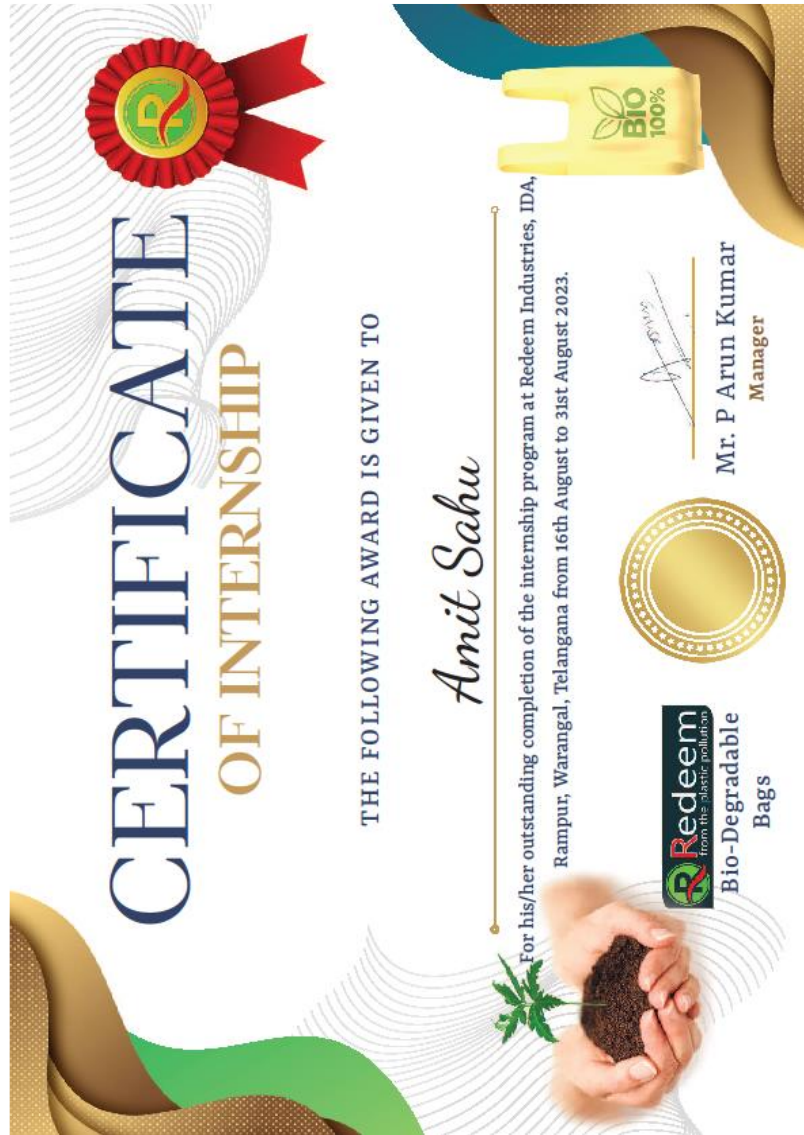 CERTIFICATE
OF INTERNSHIP
THE FOLLOWING AWARD IS GIVEN TO
Amit Sahu
For his/her outstanding completion of the internship program at Redeem Industries, IDA,
Rampur, Warangal, Telangana from 16th August to 31st August 2023.
BIO
100%
R Redeem
from the plastic pollution
Bio-Degradable
Bags
Mr. P Arun Kumar
Manager
R